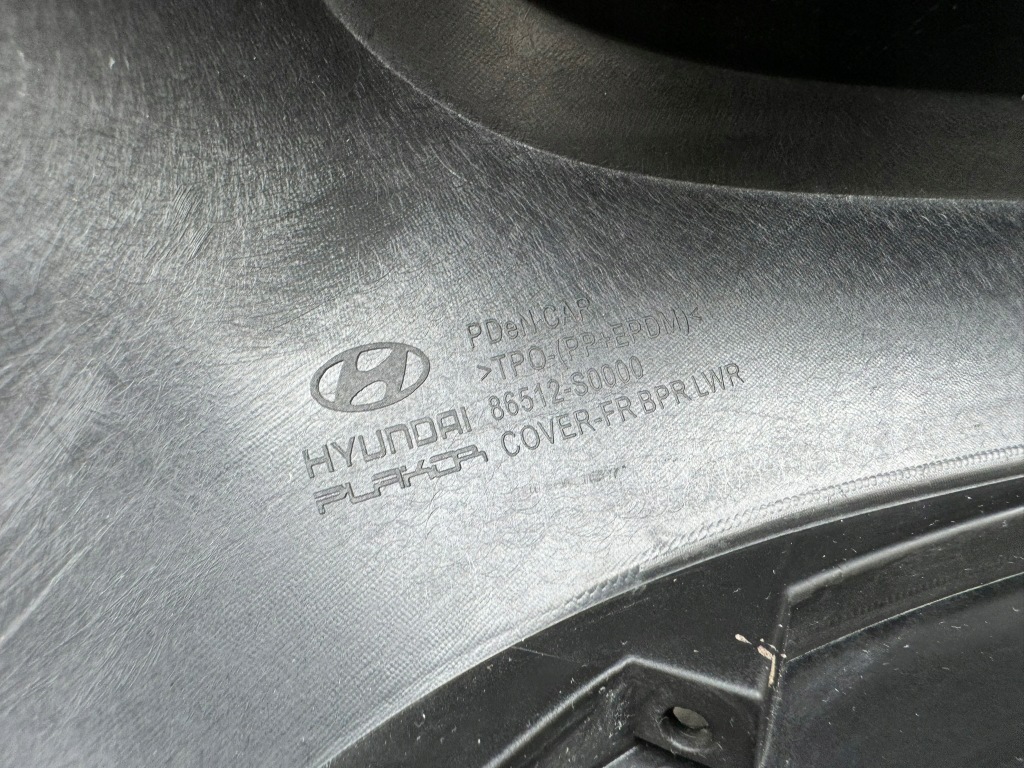 PDeN CAR
>TPO-(PP+EPDM)<
86512-S0000
COVER-FR BPR LWR
HYUNDAI
PLAKOR